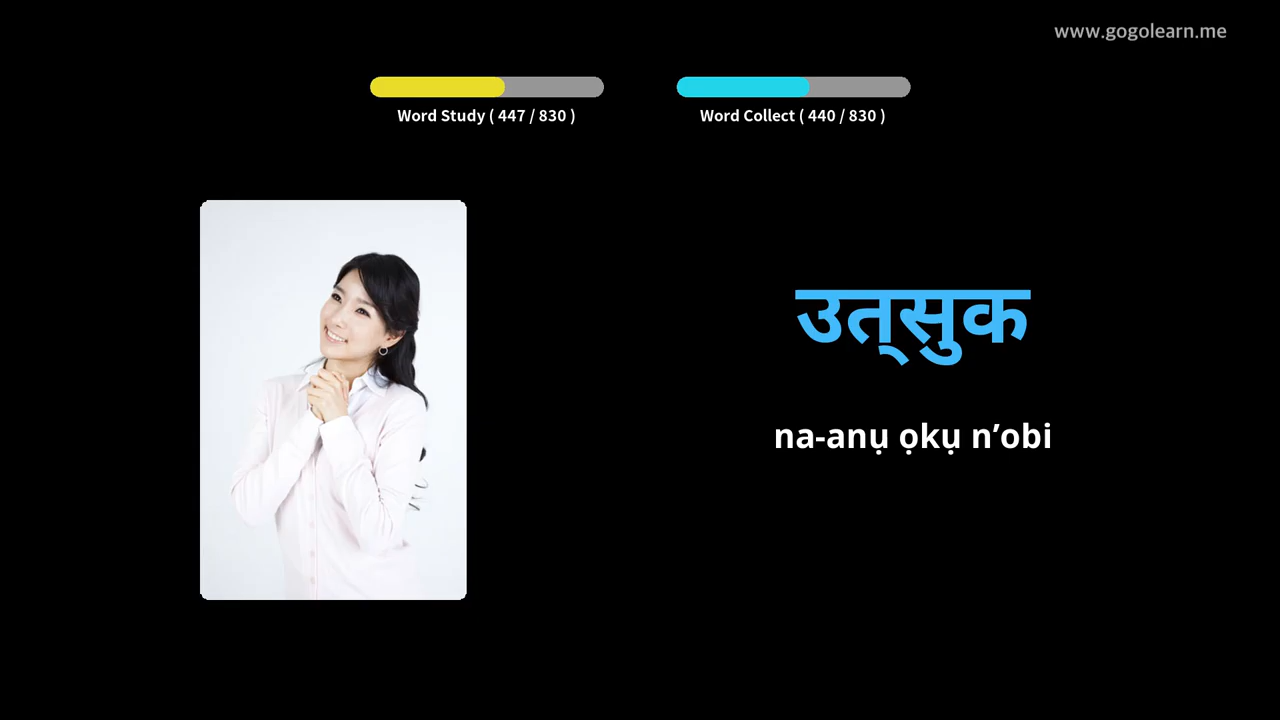 www.gogolearn.me
Word Study ( 447 / 830 )
Word Collect ( 440 / 830 )
उत्सुक
na-anụ ọkụ n’obi